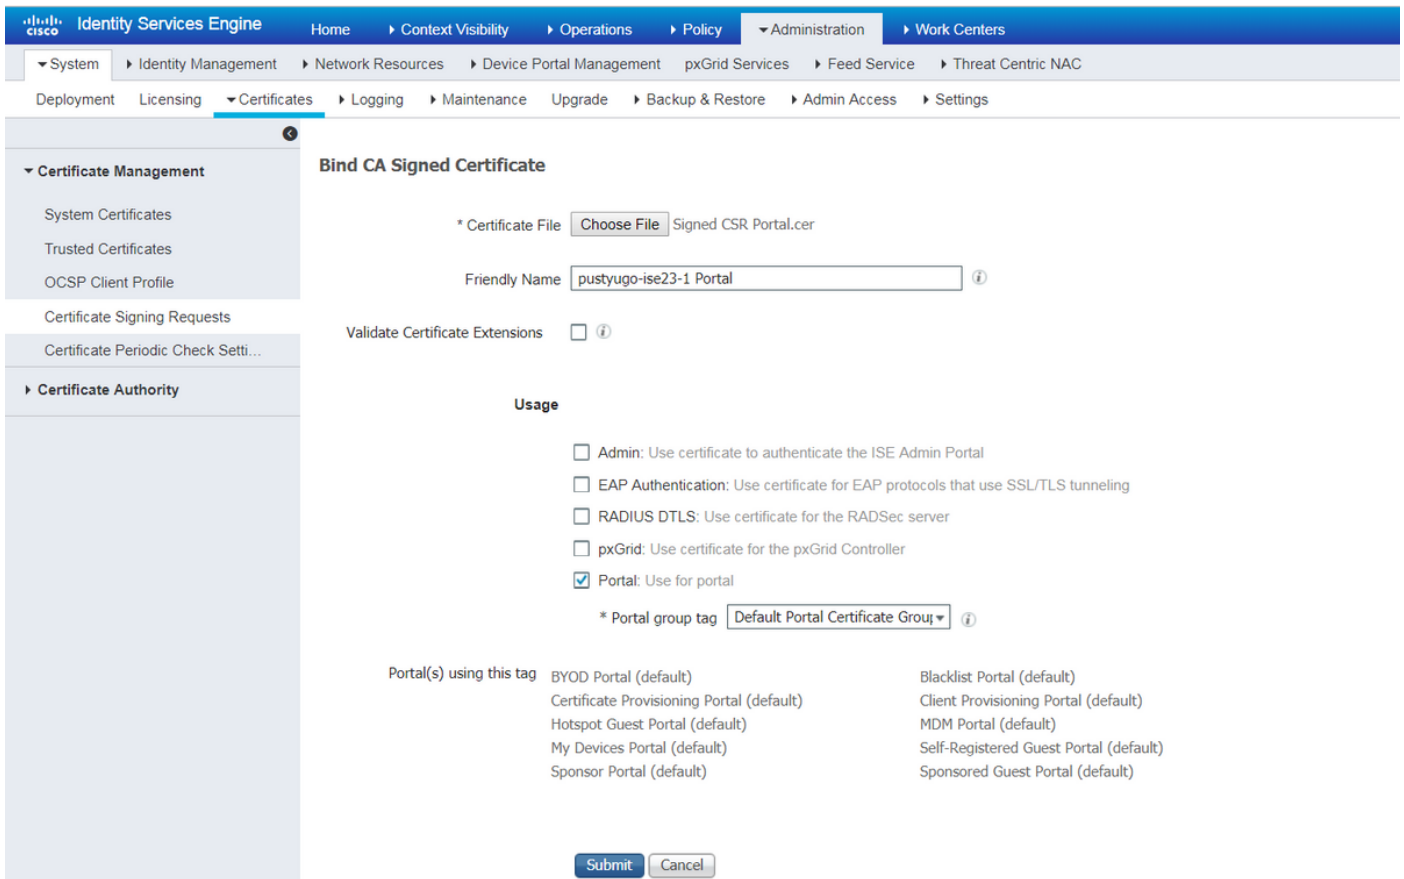 cisco Identity Services Engine Home Context Visibility Operations Policy Administration Work Centers
System Identity Management Network Resources Device Portal Management pxGrid Services Feed Service Threat Centric NAC
Deployment Licensing Certificates Logging Maintenance Upgrade Backup & Restore Admin Access Settings
Certificate Management
System Certificates
Trusted Certificates
OCSP Client Profile
Certificate Signing Requests
Certificate Periodic Check Setti...
Certificate Authority
Bind CA Signed Certificate
* Certificate File Choose File Signed CSR Portal.cer
Friendly Name pustyugo-ise23-1 Portal
Validate Certificate Extensions
Usage
Admin: Use certificate to authenticate the ISE Admin Portal
EAP Authentication: Use certificate for EAP protocols that use SSL/TLS tunneling
RADIUS DTLS: Use certificate for the RADSec server
pxGrid: Use certificate for the pxGrid Controller
Portal: Use for portal
* Portal group tag Default Portal Certificate Grou
Portal(s) using this tag
BYOD Portal (default) Blacklist Portal (default)
Certificate Provisioning Portal (default) Client Provisioning Portal (default)
Hotspot Guest Portal (default) MDM Portal (default)
My Devices Portal (default) Self-Registered Guest Portal (default)
Sponsor Portal (default) Sponsored Guest Portal (default)
Submit Cancel